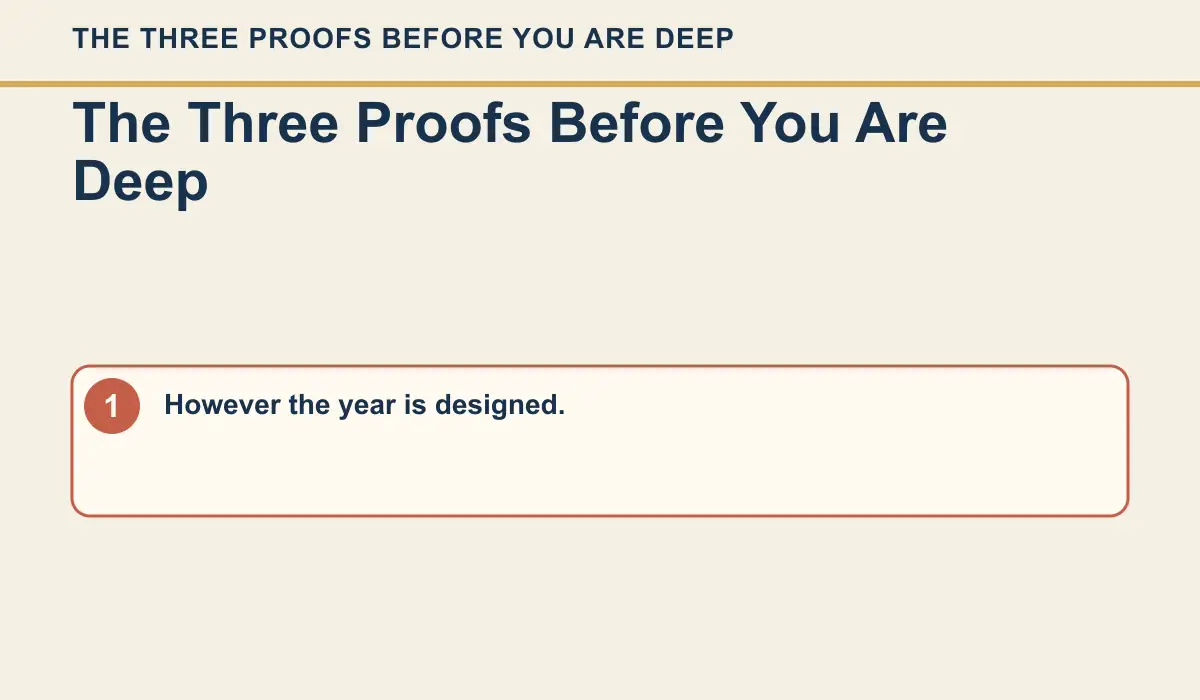 THE THREE PROOFS BEFORE YOU ARE DEEP
The Three Proofs Before You Are
Deep
1 However the year is designed.